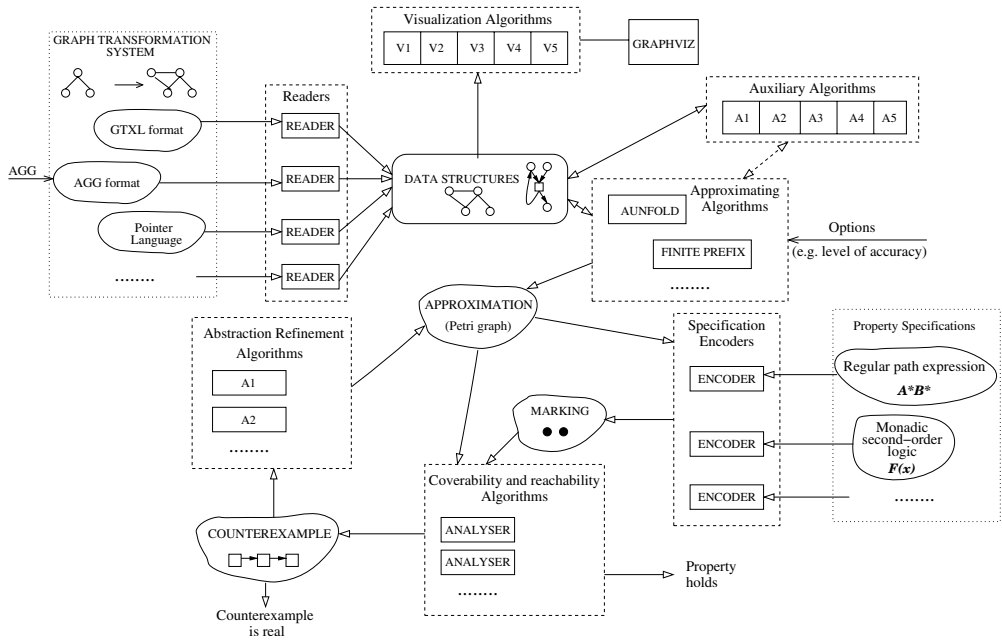 Visualization Algorithms
V1 V2 V3 V4 V5
GRAPHVIZ
GRAPH TRANSFORMATION
SYSTEM
GTXL format
AGG
AGG format
Pointer
Language
........
Readers
READER
READER
READER
READER
DATA STRUCTURES
Auxiliary Algorithms
A1 A2 A3 A4 A5
Approximating
Algorithms
AUNFOLD
FINITE PREFIX
........
Options
(e.g. level of accuracy)
APPROXIMATION
(Petri graph)
Abstraction Refinement
Algorithms
A1
A2
........
Specification
Encoders
ENCODER
ENCODER
ENCODER
Property Specifications
Regular path expression
A*B*
Monadic
second−order
logic
F(x)
........
MARKING
Coverability and reachability
Algorithms
ANALYSER
ANALYSER
........
COUNTEREXAMPLE
Counterexample
is real
Property
holds